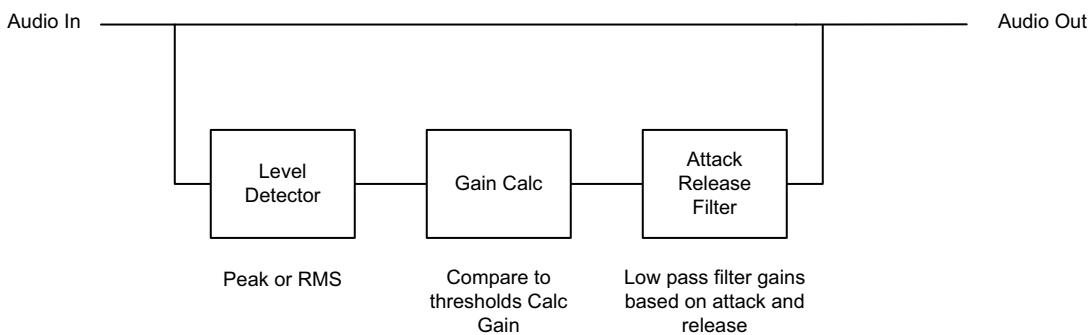 Audio In
Audio Out
Level
Detector
Gain Calc
Attack
Release
Filter
Peak or RMS
Compare to
thresholds Calc
Gain
Low pass filter gains
based on attack and
release